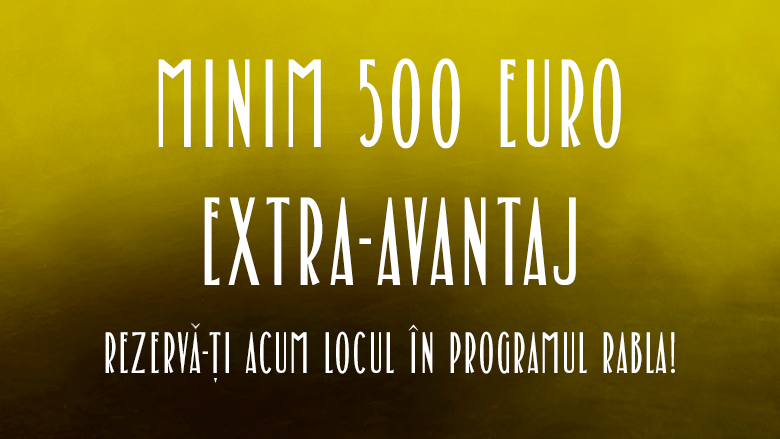 MINIM 500 EURO
EXTRA-AVANTAJ
REZERVĂ-ȚI ACUM LOCUL ÎN PROGRAMUL RABLA!